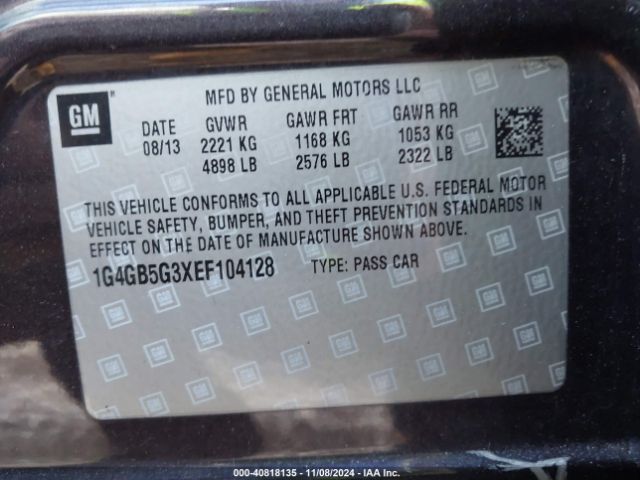 GM
MFD BY GENERAL MOTORS LLC
DATE GVWR GAWR FRT GAWR RR
08/13 2221 KG 1168 KG 1053 KG
4898 LB 2576 LB 2322 LB
THIS VEHICLE CONFORMS TO ALL APPLICABLE U.S. FEDERAL MOTOR
VEHICLE SAFETY, BUMPER, AND THEFT PREVENTION STANDARDS IN
EFFECT ON THE DATE OF MANUFACTURE SHOWN ABOVE.
1G4GB5G3XEF104128 TYPE: PASS CAR
000-40818135 - 11/08/2024 - IAA Inc.